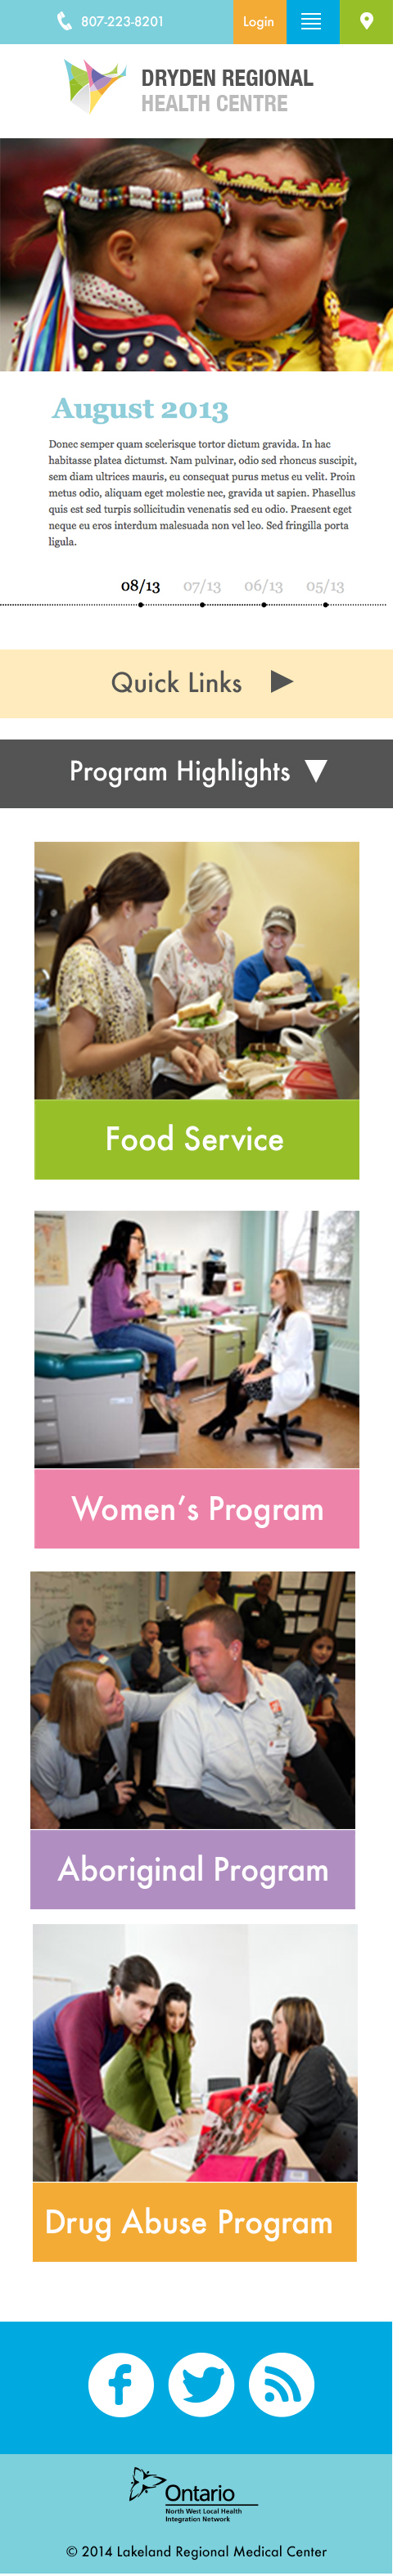 807-223-8201
Login
DRYDEN REGIONAL
HEALTH CENTRE
August 2013
Donec semper quam scelerisque tortor dictum gravida. In hac
habitasse platea dictumst. Nam pulvinar, odio sed rhoncus suscipit,
sem diam ultrices mauris, eu consequat purus metus eu velit. Proin
metus odio, aliquam eget molestie nec, gravida ut sapien. Phasellus
quis est sed turpis sollicitudin venenatis sed eu odio. Praesent eget
neque eu eros interdum malesuada non vel leo. Sed fringilla porta
ligula.
08/13 07/13 06/13 05/13
Quick Links
Program Highlights
Food Service
Women's Program
Aboriginal Program
Drug Abuse Program
Ontario
North West Local Health
Integration Network
© 2014 Lakeland Regional Medical Center